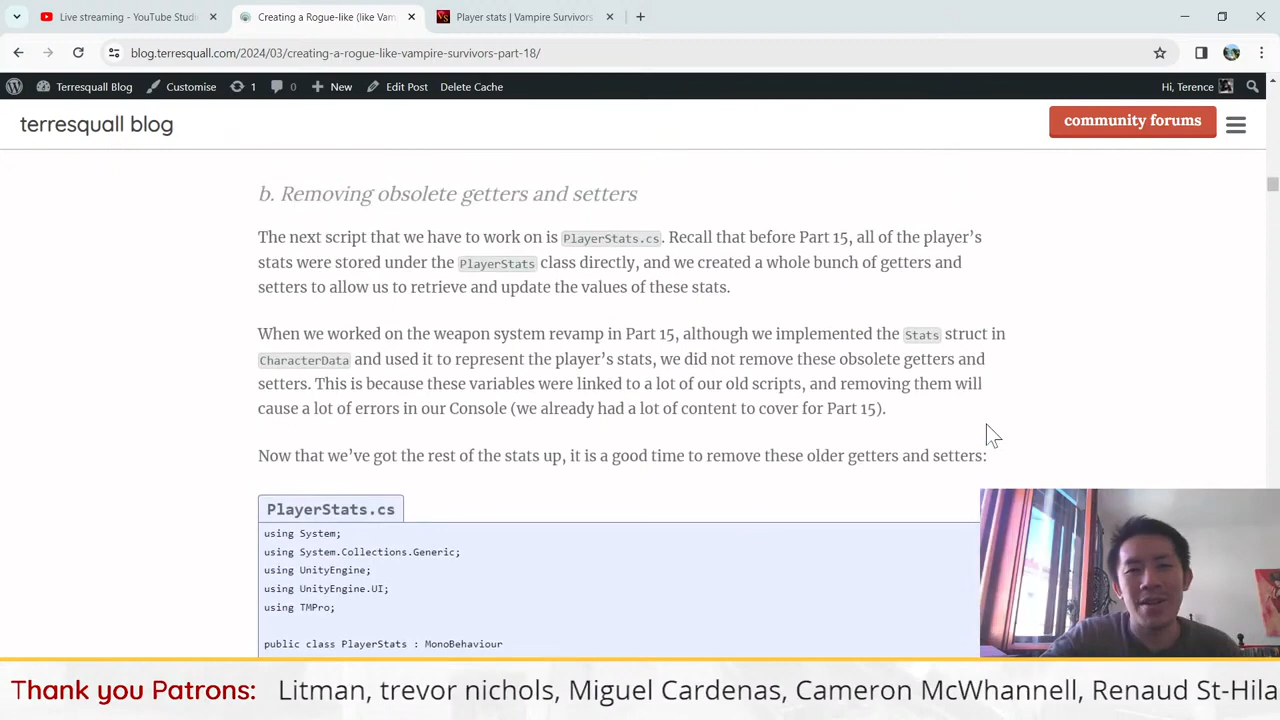 Live streaming - YouTube Studi
Creating a Rogue-like (like Vam
Player stats | Vampire Survivors
blog.terresquall.com/2024/03/creating-a-rogue-like-vampire-survivors-part-18/
Terresquall Blog
Customise
1
0
New
Edit Post
Delete Cache
Hi, Terence
terresquall blog
community forums
b. Removing obsolete getters and setters
The next script that we have to work on is PlayerStats.cs. Recall that before Part 15, all of the player’s
stats were stored under the PlayerStats class directly, and we created a whole bunch of getters and
setters to allow us to retrieve and update the values of these stats.
When we worked on the weapon system revamp in Part 15, although we implemented the Stats struct in
CharacterData and used it to represent the player’s stats, we did not remove these obsolete getters and
setters. This is because these variables were linked to a lot of our old scripts, and removing them will
cause a lot of errors in our Console (we already had a lot of content to cover for Part 15).
Now that we’ve got the rest of the stats up, it is a good time to remove these older getters and setters:
PlayerStats.cs
using System;
using System.Collections.Generic;
using UnityEngine;
using UnityEngine.UI;
using TMPro;
public class PlayerStats : MonoBehaviour
Thank you Patrons: Litman, trevor nichols, Miguel Cardenas, Cameron McWhannell, Renaud St-Hila